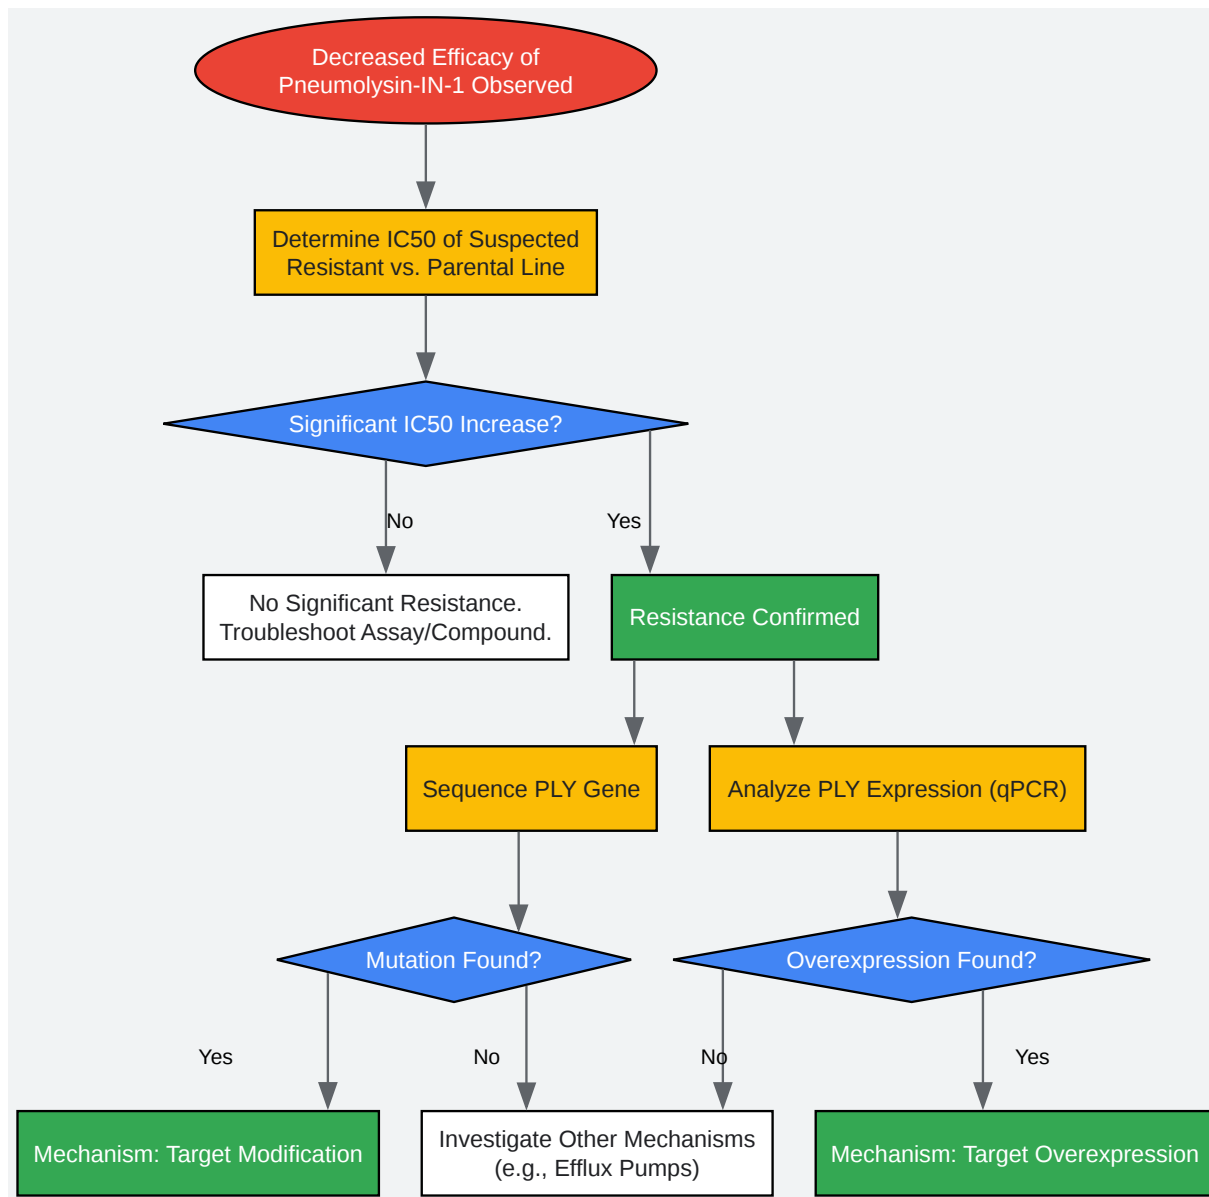 Decreased Efficacy of
Pneumolysin-IN-1 Observed
Determine IC50 of Suspected
Resistant vs. Parental Line
Significant IC50 Increase?
No
Yes
No Significant Resistance.
Troubleshoot Assay/Compound.
Resistance Confirmed
Sequence PLY Gene
Analyze PLY Expression (qPCR)
Mutation Found?
Overexpression Found?
Yes
No
No
Yes
Mechanism: Target Modification
Investigate Other Mechanisms
(e.g., Efflux Pumps)
Mechanism: Target Overexpression